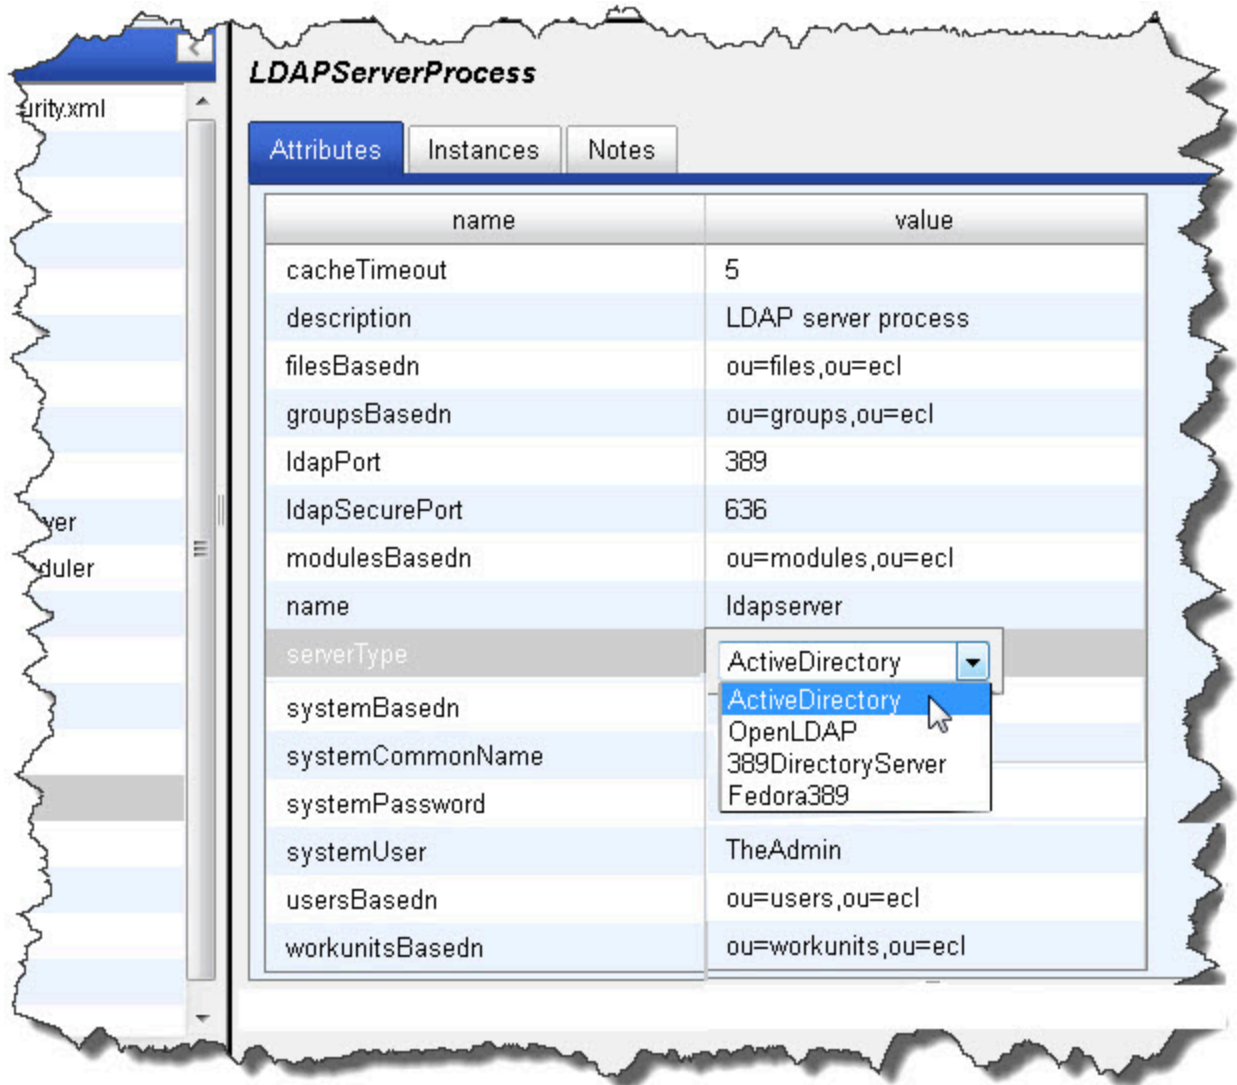 urity.xml
ver
duler
LDAPServerProcess
Attributes Instances Notes
name value
cacheTimeout 5
description LDAP server process
filesBasedn ou=files,ou=ecl
groupsBasedn ou=groups,ou=ecl
ldapPort 389
ldapSecurePort 636
modulesBasedn ou=modules,ou=ecl
name ldapserver
serverType ActiveDirectory
ActiveDirectory
OpenLDAP
389DirectoryServer
Fedora389
systemBasedn
systemCommonName
systemPassword
systemUser TheAdmin
usersBasedn ou=users,ou=ecl
workunitsBasedn ou=workunits,ou=ecl